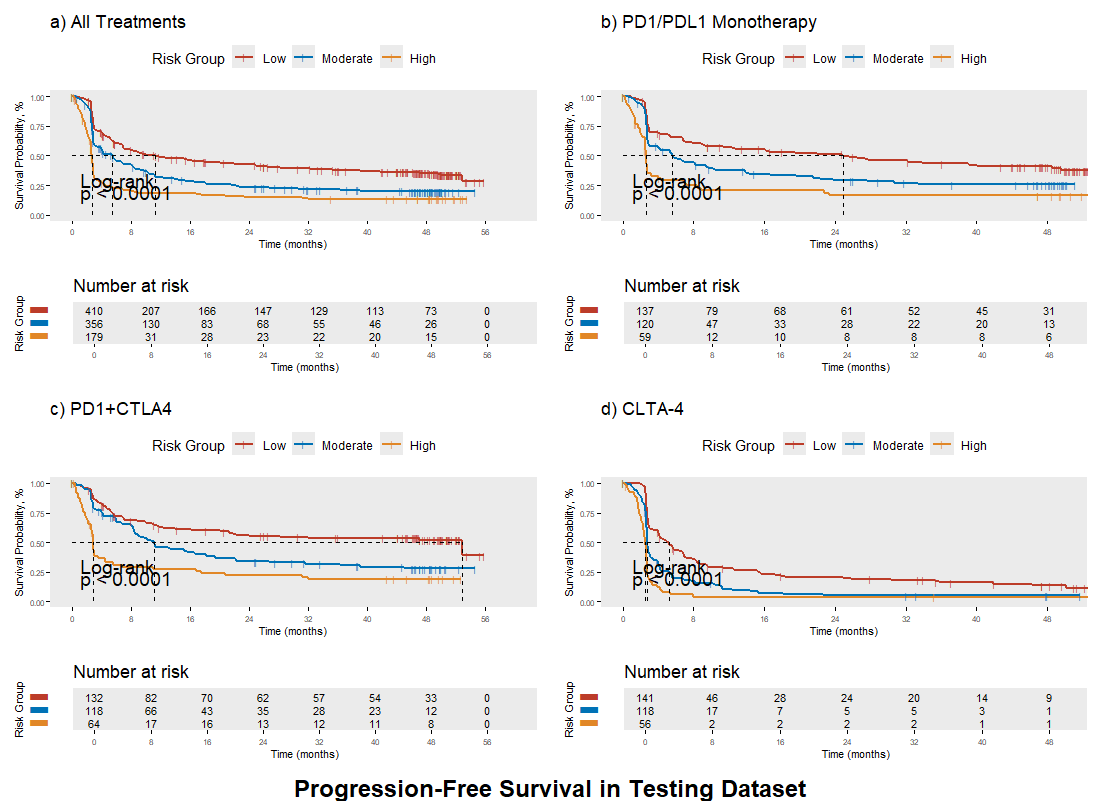 a) All Treatments
Risk Group Low Moderate High
Survival Probability, %
1.00
0.75
0.50
0.25
0.00
Log-rank
p < 0.0001
0 8 16 24 32 40 48 56
Time (months)
Number at risk
Risk Group
410 207 166 147 129 113 73 0
356 130 83 68 55 46 26 0
179 31 28 23 22 20 15 0
0 8 16 24 32 40 48 56
Time (months)
b) PD1/PDL1 Monotherapy
Risk Group Low Moderate High
Survival Probability, %
1.00
0.75
0.50
0.25
0.00
Log-rank
p < 0.0001
0 8 16 24 32 40 48
Time (months)
Number at risk
Risk Group
137 79 68 61 52 45 31
120 47 33 28 22 20 13
59 12 10 8 8 8 6
0 8 16 24 32 40 48
Time (months)
c) PD1+CTLA4
Risk Group Low Moderate High
Survival Probability, %
1.00
0.75
0.50
0.25
0.00
Log-rank
p < 0.0001
0 8 16 24 32 40 48 56
Time (months)
Number at risk
Risk Group
132 82 70 62 57 54 33 0
118 66 43 35 28 23 12 0
64 17 16 13 12 11 8 0
0 8 16 24 32 40 48 56
Time (months)
d) CLTA-4
Risk Group Low Moderate High
Survival Probability, %
1.00
0.75
0.50
0.25
0.00
Log-rank
p < 0.0001
0 8 16 24 32 40 48
Time (months)
Number at risk
Risk Group
141 46 28 24 20 14 9
118 17 7 5 5 3 1
56 2 2 2 2 1 1
0 8 16 24 32 40 48
Time (months)
Progression-Free Survival in Testing Dataset